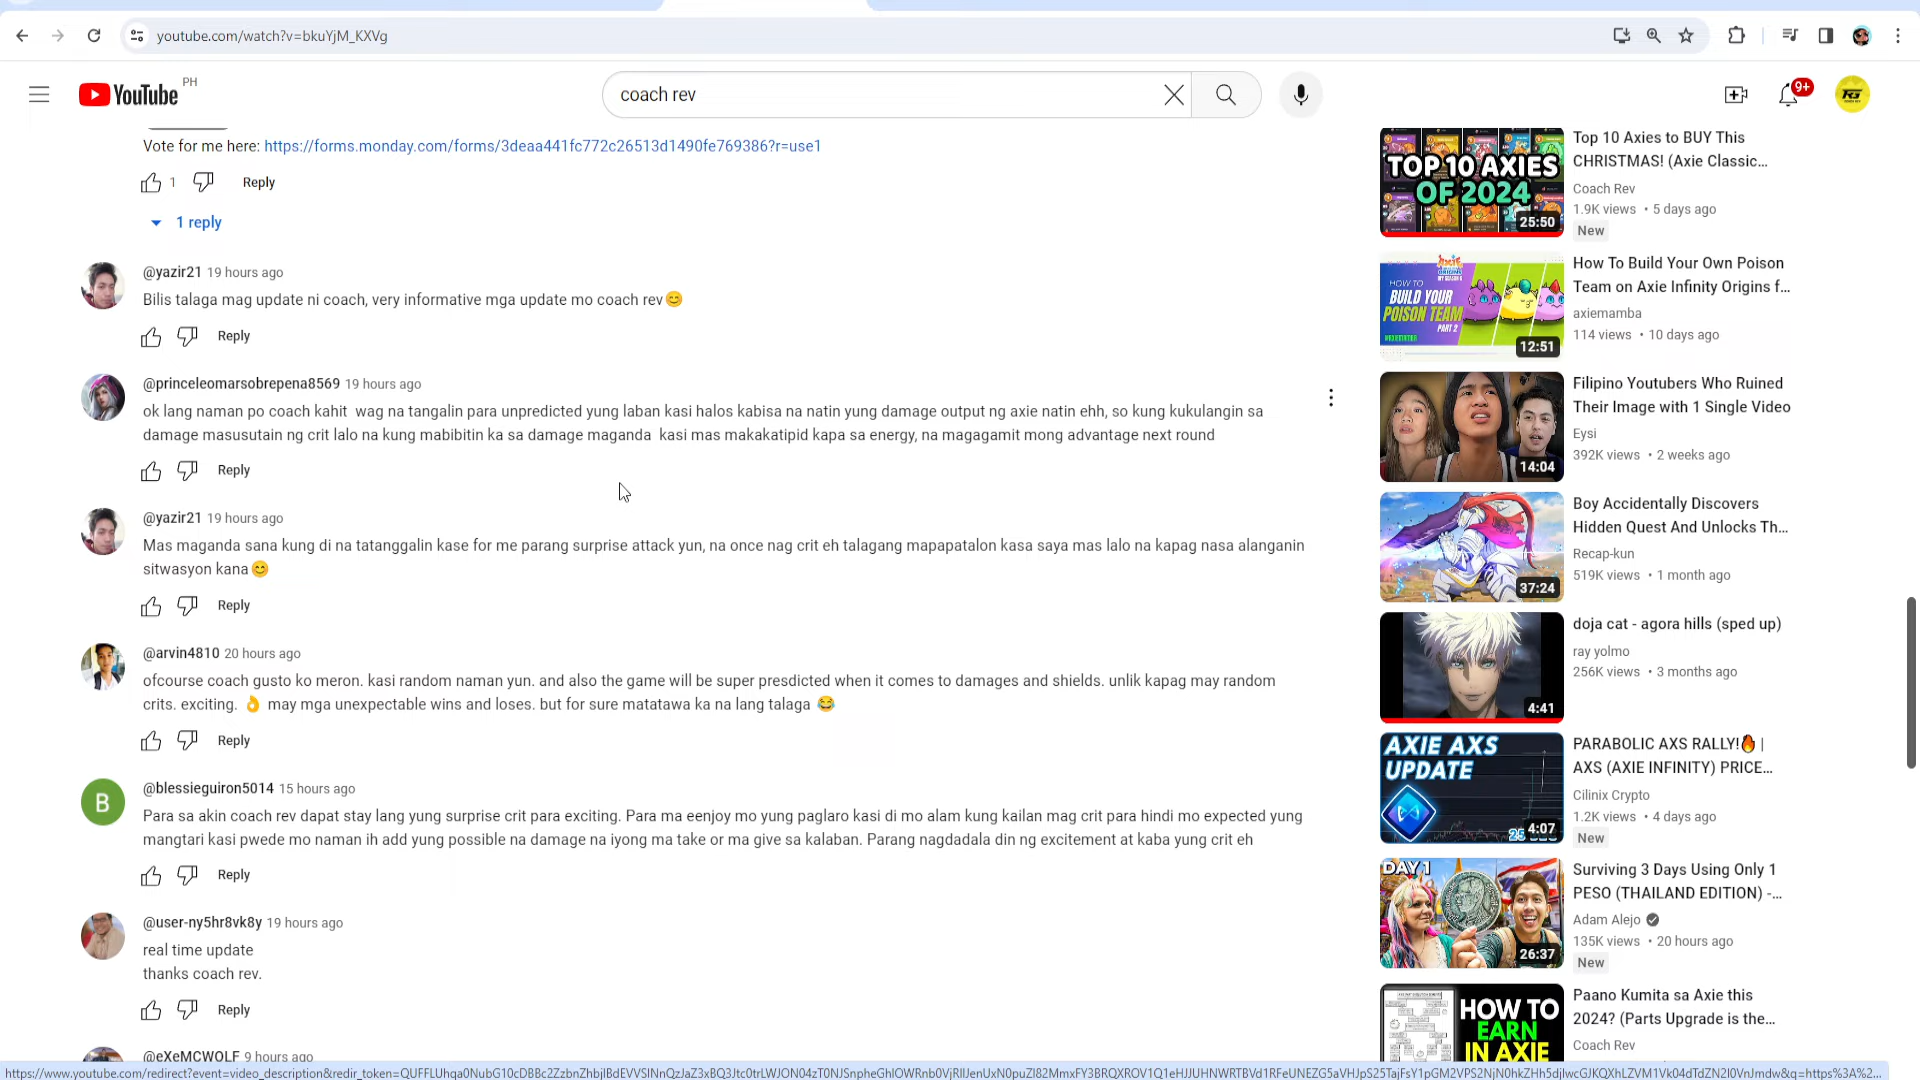 youtube.com/watch?v=bkuYjM_KXVg
YouTube PH
coach rev
9+
Vote for me here: https://forms.monday.com/forms/3deaa441fc772c26513d1490fe769386?r=use1
1
Reply
1 reply
@yazir21 19 hours ago
Bilis talaga mag update ni coach, very informative mga update mo coach rev😊
Reply
@princeleomarsobrepena8569 19 hours ago
ok lang naman po coach kahit wag na tangalin para unpredicted yung laban kasi halos kabisa na natin yung damage output ng axie natin ehh, so kung kukulangin sa
damage masusutain ng crit lalo na kung mabibitin ka sa damage maganda kasi mas makakatipid kapa sa energy, na magagamit mong advantage next round
Reply
@yazir21 19 hours ago
Mas maganda sana kung di na tatanggalin kase for me parang surprise attack yun, na once nag crit eh talagang mapapatalon kasa saya mas lalo na kapag nasa alanganin
sitwasyon kana😊
Reply
@arvin4810 20 hours ago
ofcourse coach gusto ko meron. kasi random naman yun. and also the game will be super presdicted when it comes to damages and shields. unlik kapag may random
crits. exciting. 👌 may mga unexpectable wins and loses. but for sure matatawa ka na lang talaga 😂
Reply
B
@blessieguiron5014 15 hours ago
Para sa akin coach rev dapat stay lang yung surprise crit para exciting. Para ma eenjoy mo yung paglaro kasi di mo alam kung kailan mag crit para hindi mo expected yung
mangtari kasi pwede mo naman ih add yung possible na damage na iyong ma take or ma give sa kalaban. Parang nagdadala din ng excitement at kaba yung crit eh
Reply
@user-ny5hr8vk8y 19 hours ago
real time update
thanks coach rev.
Reply
@eXeMCWOLF 9 hours ago
TOP 10 AXIES
OF 2024
25:50
Top 10 Axies to BUY This
CHRISTMAS! (Axie Classic...
Coach Rev
1.9K views • 5 days ago
New
HOW TO
BUILD YOUR
POISON TEAM
PART 2
12:51
How To Build Your Own Poison
Team on Axie Infinity Origins f...
axiemamba
114 views • 10 days ago
14:04
Filipino Youtubers Who Ruined
Their Image with 1 Single Video
Eysi
392K views • 2 weeks ago
37:24
Boy Accidentally Discovers
Hidden Quest And Unlocks Th...
Recap-kun
519K views • 1 month ago
4:41
doja cat - agora hills (sped up)
ray yolmo
256K views • 3 months ago
AXIE AXS
UPDATE
4:07
PARABOLIC AXS RALLY!🔥 |
AXS (AXIE INFINITY) PRICE...
Cilinix Crypto
1.2K views • 4 days ago
New
DAY 1
26:37
Surviving 3 Days Using Only 1
PESO (THAILAND EDITION) -...
Adam Alejo
135K views • 20 hours ago
New
HOW TO
EARN
IN AXIE
Paano Kumita sa Axie this
2024? (Parts Upgrade is the...
Coach Rev